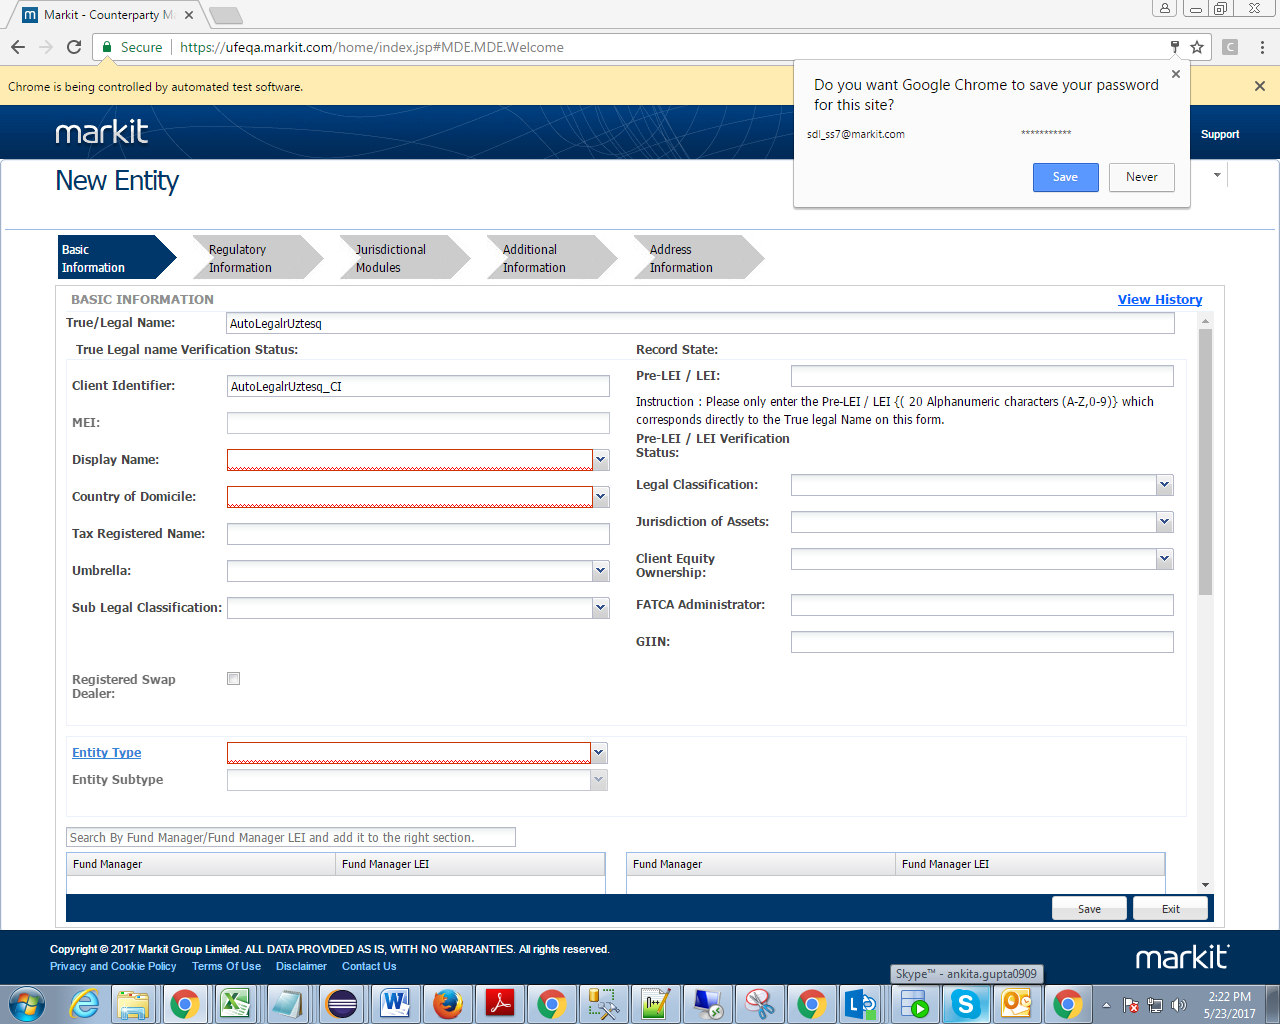 Markit - Counterparty Ma
Secure
https://ufeqa.markit.com/home/index.jsp#MDE.MDE.Welcome
C
Chrome is being controlled by automated test software.
Do you want Google Chrome to save your password
for this site?
sdl_ss7@markit.com ***********
Save Never
markit
Support
New Entity
Basic
Information
Regulatory
Information
Jurisdictional
Modules
Additional
Information
Address
Information
BASIC INFORMATION
View History
True/Legal Name: AutoLegalrUztesq
True Legal name Verification Status:
Record State:
Client Identifier: AutoLegalrUztesq_CI
MEI:
Display Name:
Country of Domicile:
Tax Registered Name:
Umbrella:
Sub Legal Classification:
Registered Swap
Dealer:
Pre-LEI / LEI:
Instruction : Please only enter the Pre-LEI / LEI {( 20 Alphanumeric characters (A-Z,0-9)} which
corresponds directly to the True legal Name on this form.
Pre-LEI / LEI Verification
Status:
Legal Classification:
Jurisdiction of Assets:
Client Equity
Ownership:
FATCA Administrator:
GIIN:
Entity Type
Entity Subtype
Search By Fund Manager/Fund Manager LEI and add it to the right section.
Fund Manager Fund Manager LEI
Fund Manager Fund Manager LEI
Save Exit
Copyright © 2017 Markit Group Limited. ALL DATA PROVIDED AS IS, WITH NO WARRANTIES. All rights reserved.
Privacy and Cookie Policy Terms Of Use Disclaimer Contact Us
markit
Skype™ - ankita.gupta0909
2:22 PM
5/23/2017